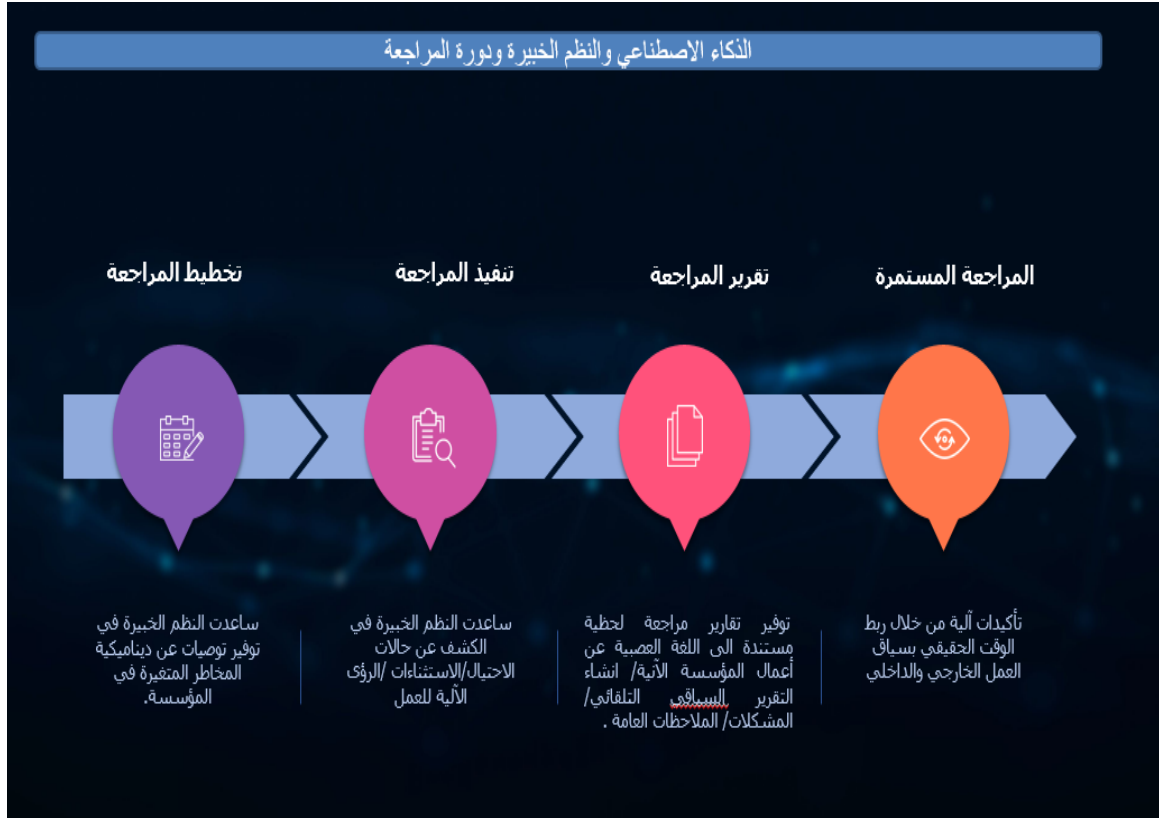 الذكاء الاصطناعي والنظم الخبيرة ودورة المراجعة
تخطيط المراجعة
تنفيذ المراجعة
تقرير المراجعة
المراجعة المستمرة
ساعدت النظم الخبيرة في
توفير توصيات عن ديناميكية
المخاطر المتغيرة في
المؤسسة.
ساعدت النظم الخبيرة في
الكشف عن حالات
الاحتيال/الاستثناءات /الرؤى
الآلية للعمل
توفير تقارير مراجعة لحظية
مستندة الى اللغة العصبية عن
أعمال المؤسسة الآنية/ انشاء
التقرير السياقي التلقائي/
المشكلات/ الملاحظات العامة .
تأكيدات آلية من خلال ربط
الوقت الحقيقي بسياق
العمل الخارجي والداخلي